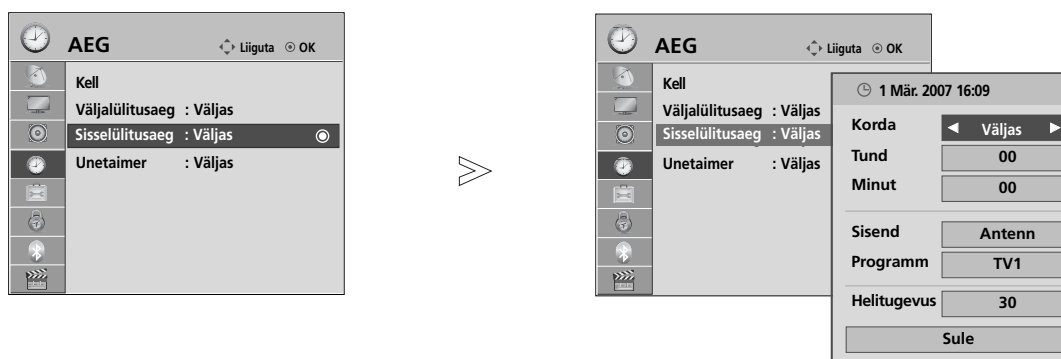 AEG
Liiguta OK
Kell
Väljalülitusaeg : Väljas
Sisselülitusaeg : Väljas
Unetaimer : Väljas
AEG
Liiguta OK
Kell
Väljalülitusaeg : Väljas
Sisselülitusaeg : Väljas
Unetaimer : Väljas
1 Mär. 2007 16:09
Korda Väljas
Tund 00
Minut 00
Sisend Antenn
Programm TV1
Helitugevus 30
Sule